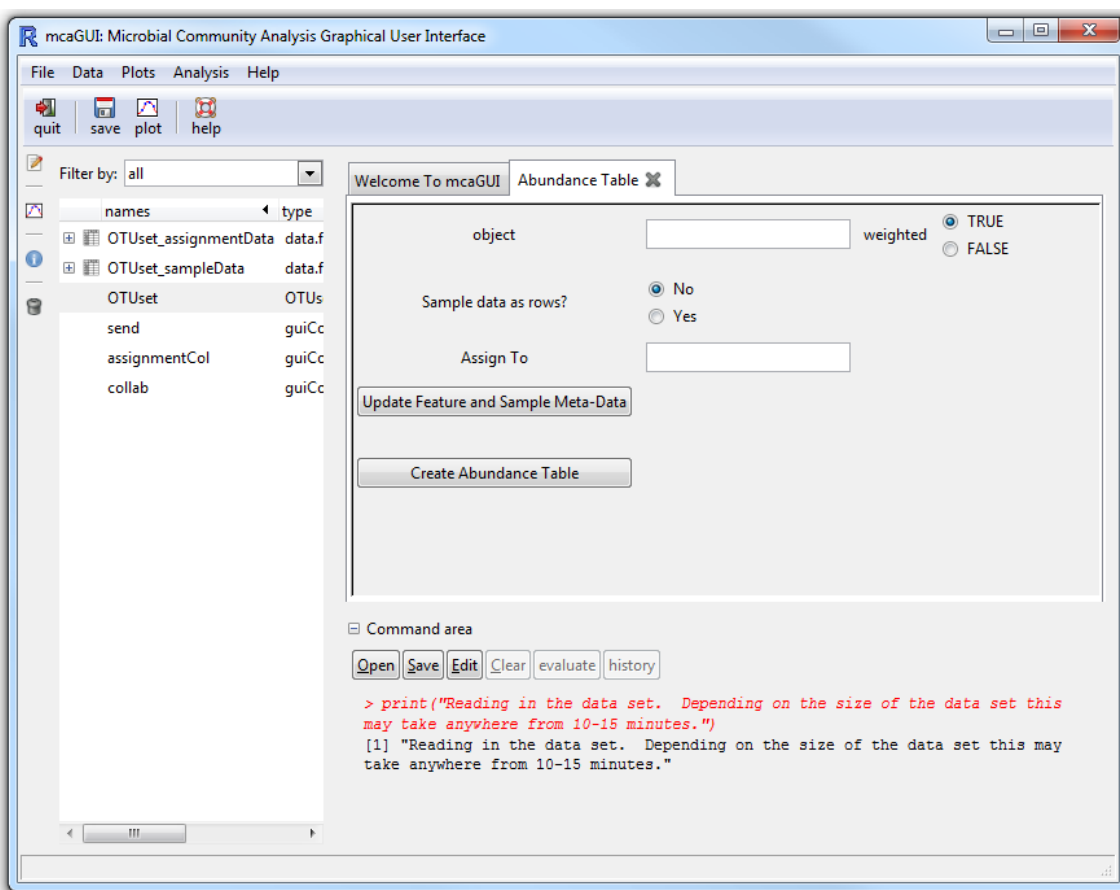 mcaGUI: Microbial Community Analysis Graphical User Interface
File Data Plots Analysis Help
quit save plot help
Filter by: all
names type
OTUset_assignmentData data.f
OTUset_sampleData data.f
OTUset OTUs
send guiCc
assignmentCol guiCc
collab guiCc
Welcome To mcaGUI Abundance Table
object weighted TRUE
FALSE
Sample data as rows? No
Yes
Assign To
Update Feature and Sample Meta-Data
Create Abundance Table
Command area
Open Save Edit Clear evaluate history
> print("Reading in the data set.  Depending on the size of the data set this
may take anywhere from 10-15 minutes.")
[1] "Reading in the data set.  Depending on the size of the data set this may
take anywhere from 10-15 minutes."